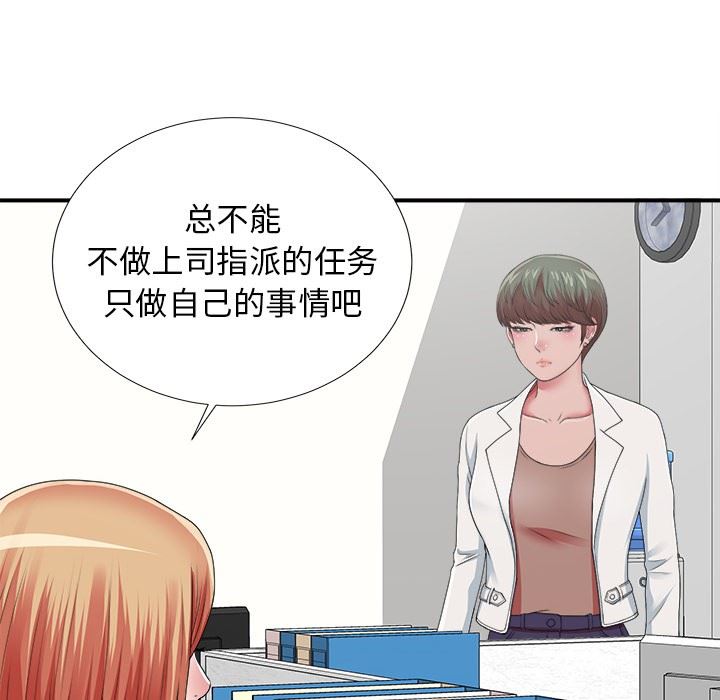 总不能
不做上司指派的任务
只做自己的事情吧